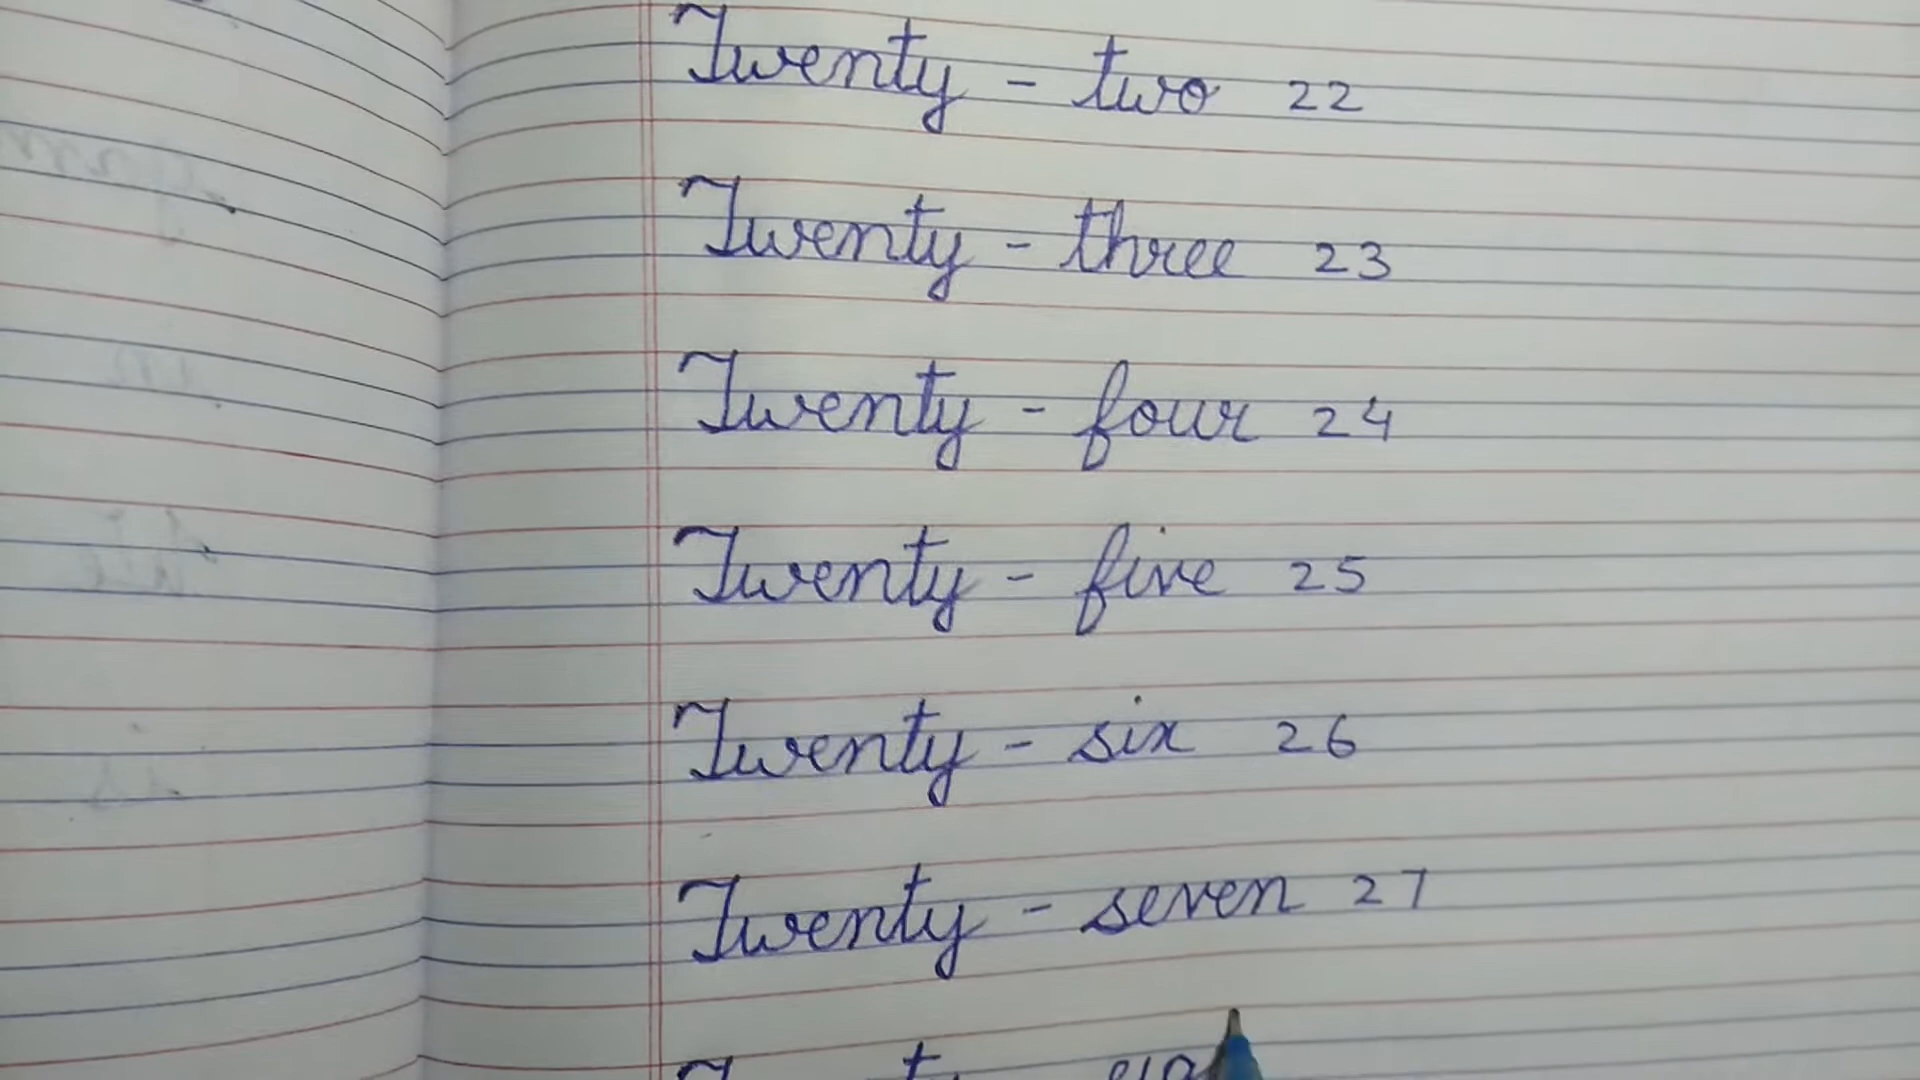 Twenty - two 22
Twenty - three 23
Twenty - four 24
Twenty - five 25
Twenty - six 26
Twenty - seven 27